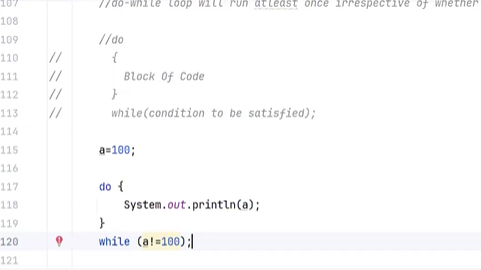 107 //do-while loop will run atleast once irrespective of whether
108
109 //do
110 // {
111 // Block Of Code
112 // }
113 // while(condition to be satisfied);
114
115 a=100;
116
117 do {
118 System.out.println(a);
119 }
120 while (a!=100);
121